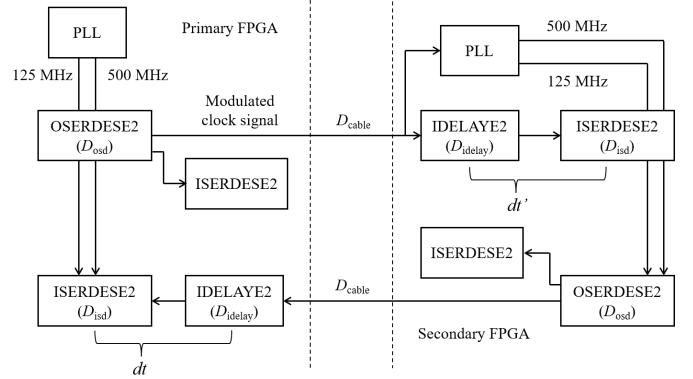 PLL
Primary FPGA
125 MHz
500 MHz
OSERDESE2
(Dosd)
Modulated
clock signal
Dcable
ISERDESE2
PLL
500 MHz
125 MHz
IDELAYE2
(Didelay)
ISERDESE2
(Disd)
dt’
ISERDESE2
ISERDESE2
(Disd)
IDELAYE2
(Didelay)
dt
Dcable
OSERDESE2
(Dosd)
Secondary FPGA